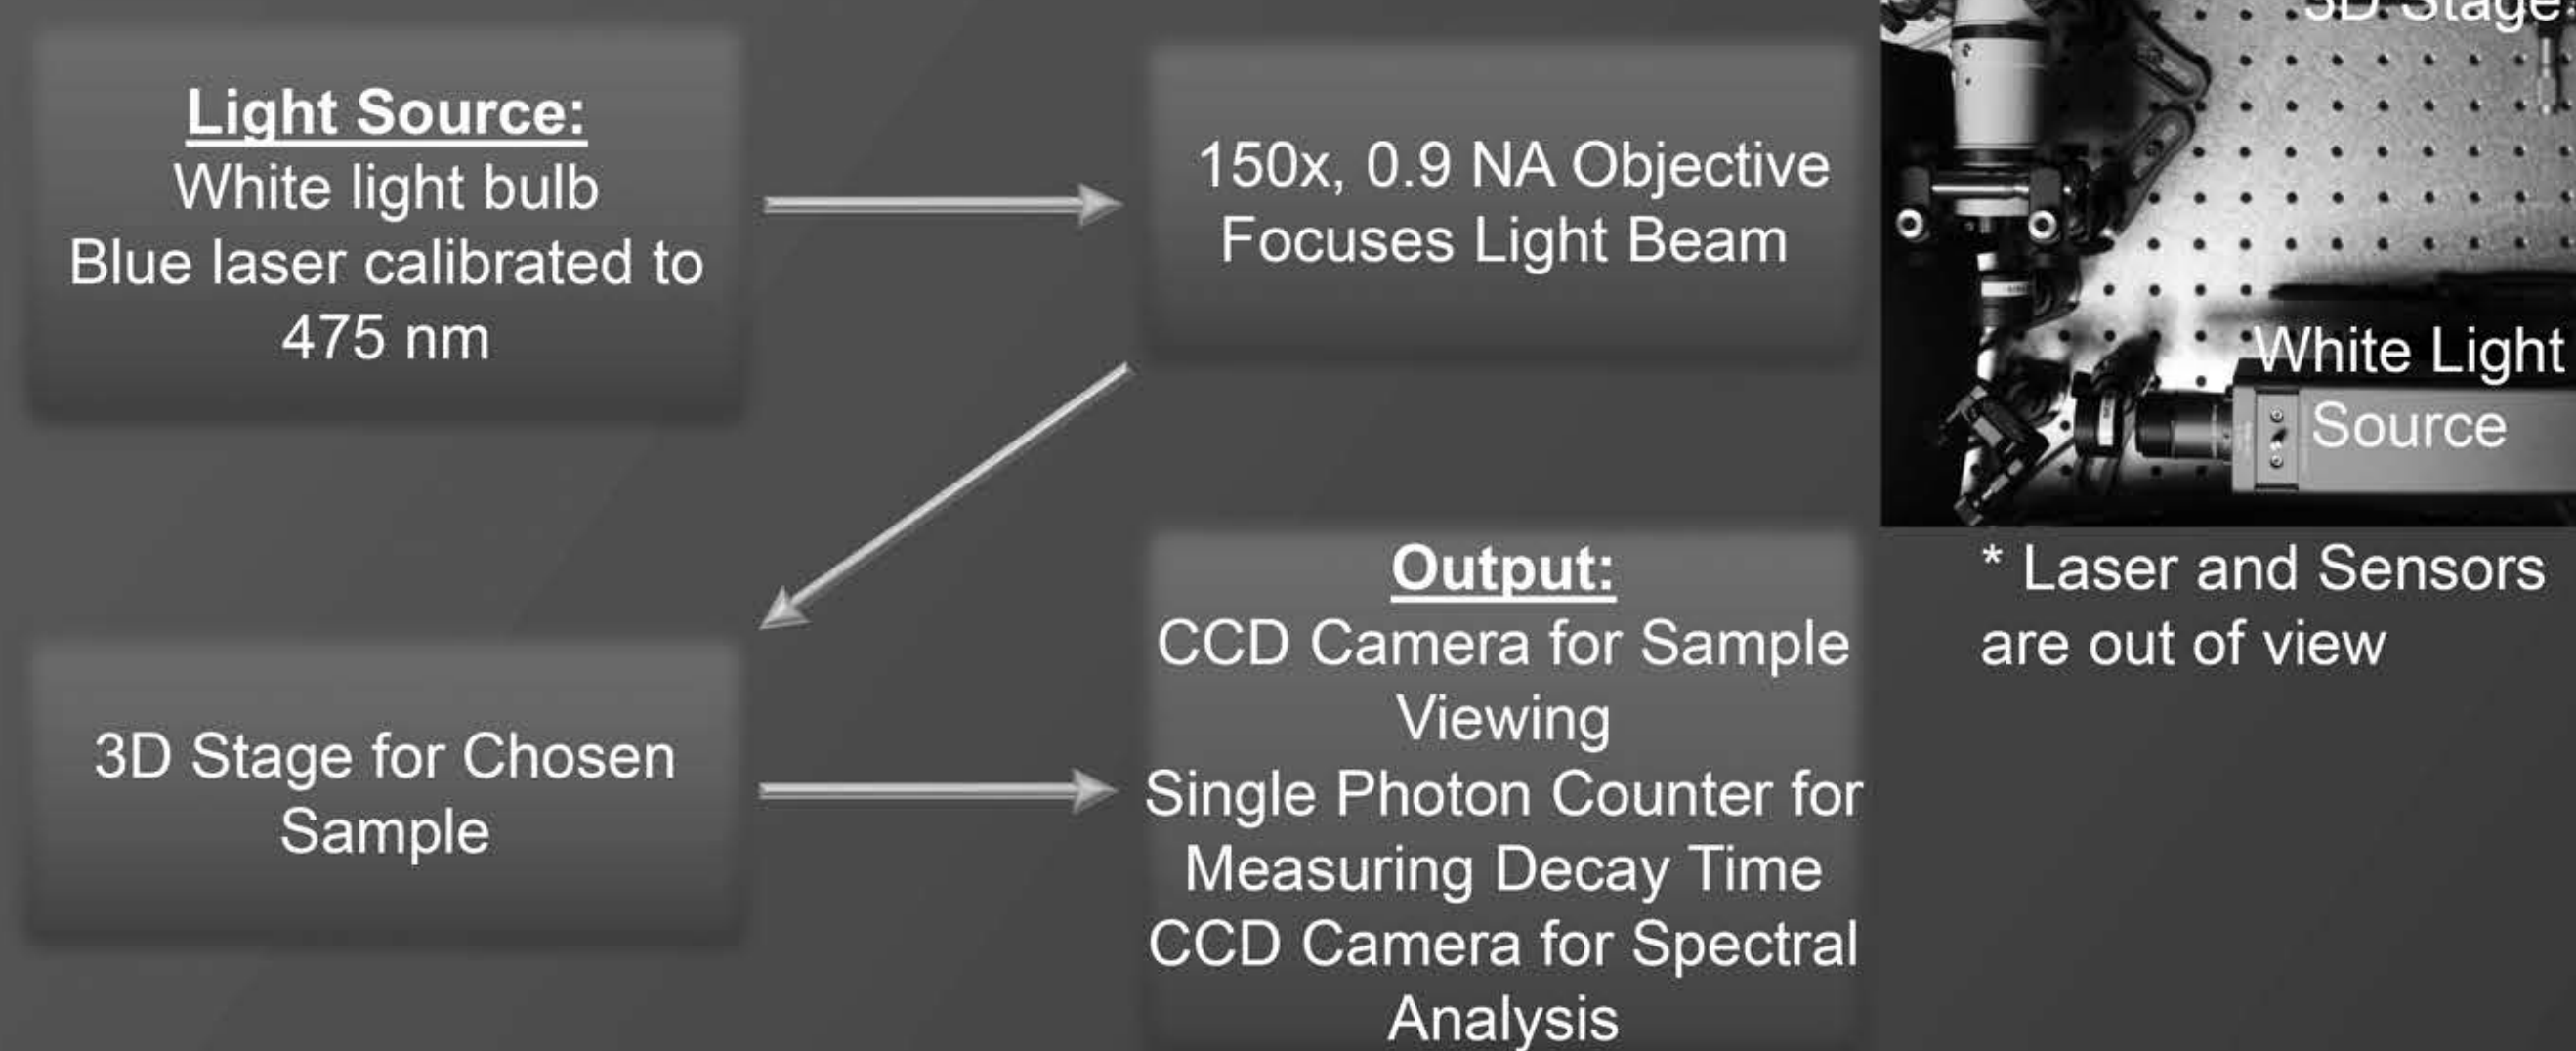 Light Source:
White light bulb
Blue laser calibrated to
475 nm
150x, 0.9 NA Objective
Focuses Light Beam
3D Stage
White Light
Source
* Laser and Sensors
are out of view
3D Stage for Chosen
Sample
Output:
CCD Camera for Sample
Viewing
Single Photon Counter for
Measuring Decay Time
CCD Camera for Spectral
Analysis